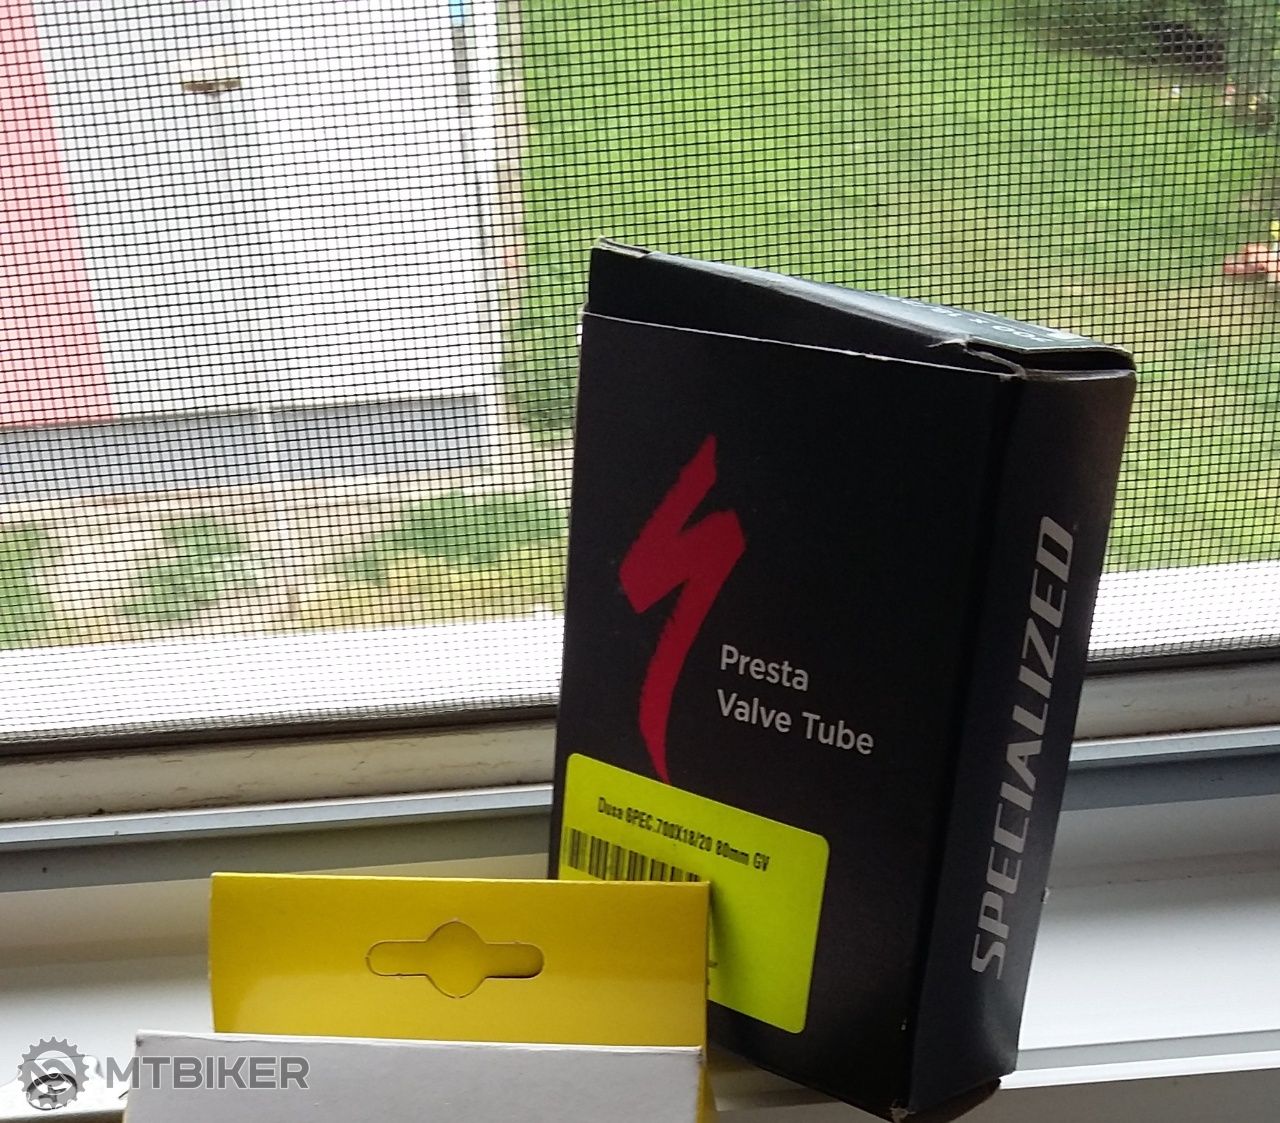 Presta
Valve Tube
Dusa SPEC.700X18/20 80mm GV
SPECIALIZED
MTBIKER